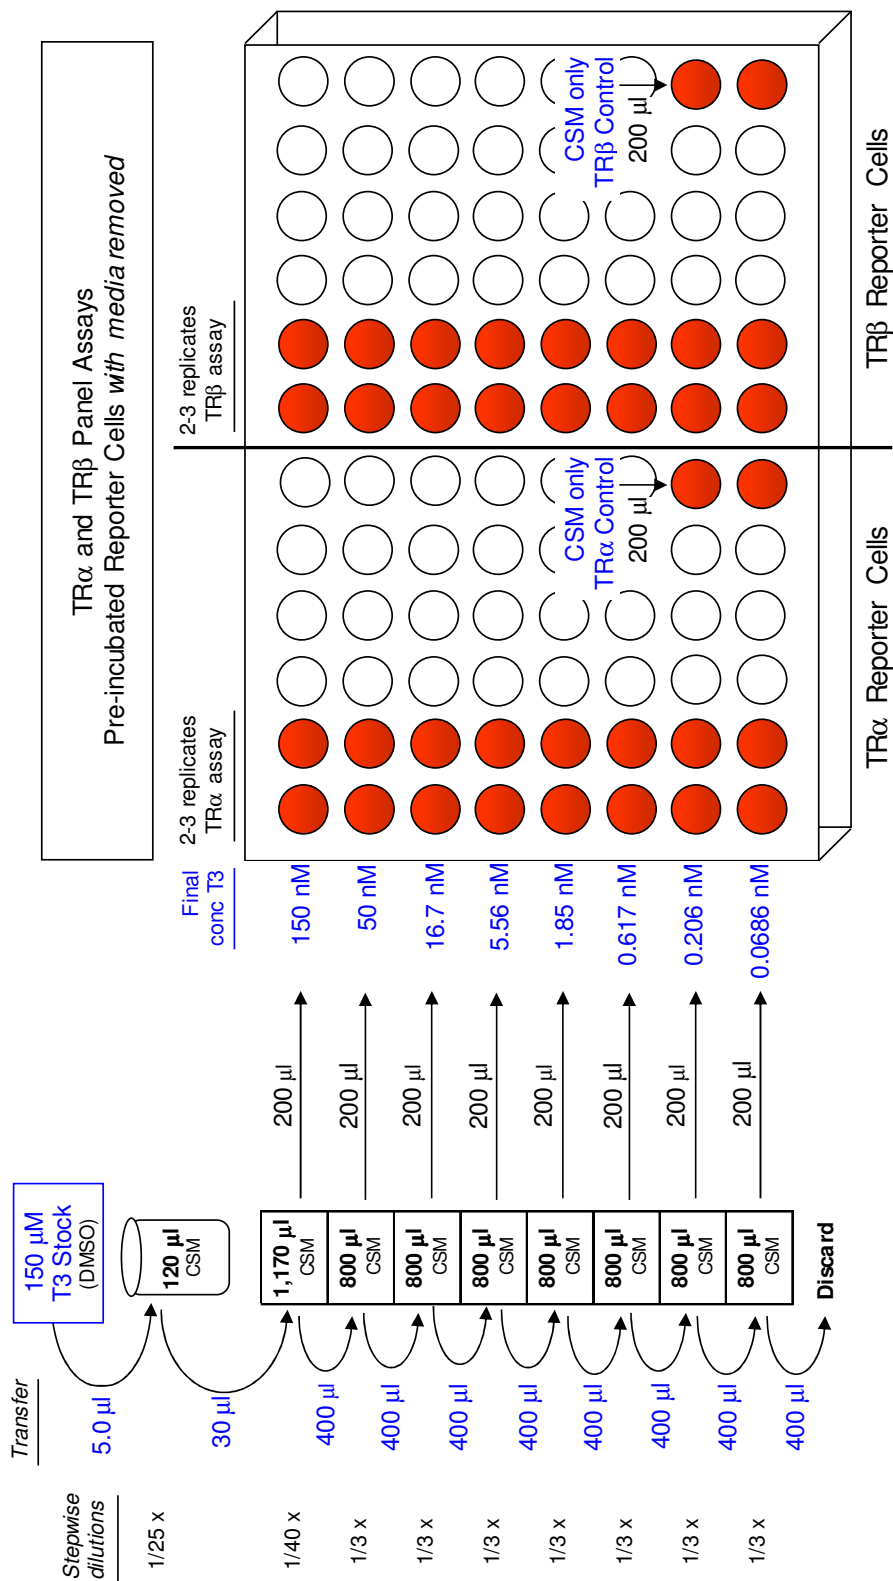 TRα and TRβ Panel Assays
Pre-incubated Reporter Cells with media removed
Stepwise
dilutions
Transfer
150 μM
T3 Stock
(DMSO)
Final
conc T3
2-3 replicates
TRα assay
2-3 replicates
TRβ assay
1/25 x
5.0 μl
120 μl
CSM
30 μl
1/40 x
1,170 μl
CSM
200 μl
150 nM
400 μl
1/3 x
800 μl
CSM
200 μl
50 nM
400 μl
1/3 x
800 μl
CSM
200 μl
16.7 nM
400 μl
1/3 x
800 μl
CSM
200 μl
5.56 nM
400 μl
1/3 x
800 μl
CSM
200 μl
1.85 nM
400 μl
1/3 x
800 μl
CSM
200 μl
0.617 nM
400 μl
1/3 x
800 μl
CSM
200 μl
0.206 nM
400 μl
1/3 x
800 μl
CSM
200 μl
0.0686 nM
400 μl
Discard
CSM only
TRα Control
200 μl
CSM only
TRβ Control
200 μl
TRα Reporter Cells
TRβ Reporter Cells